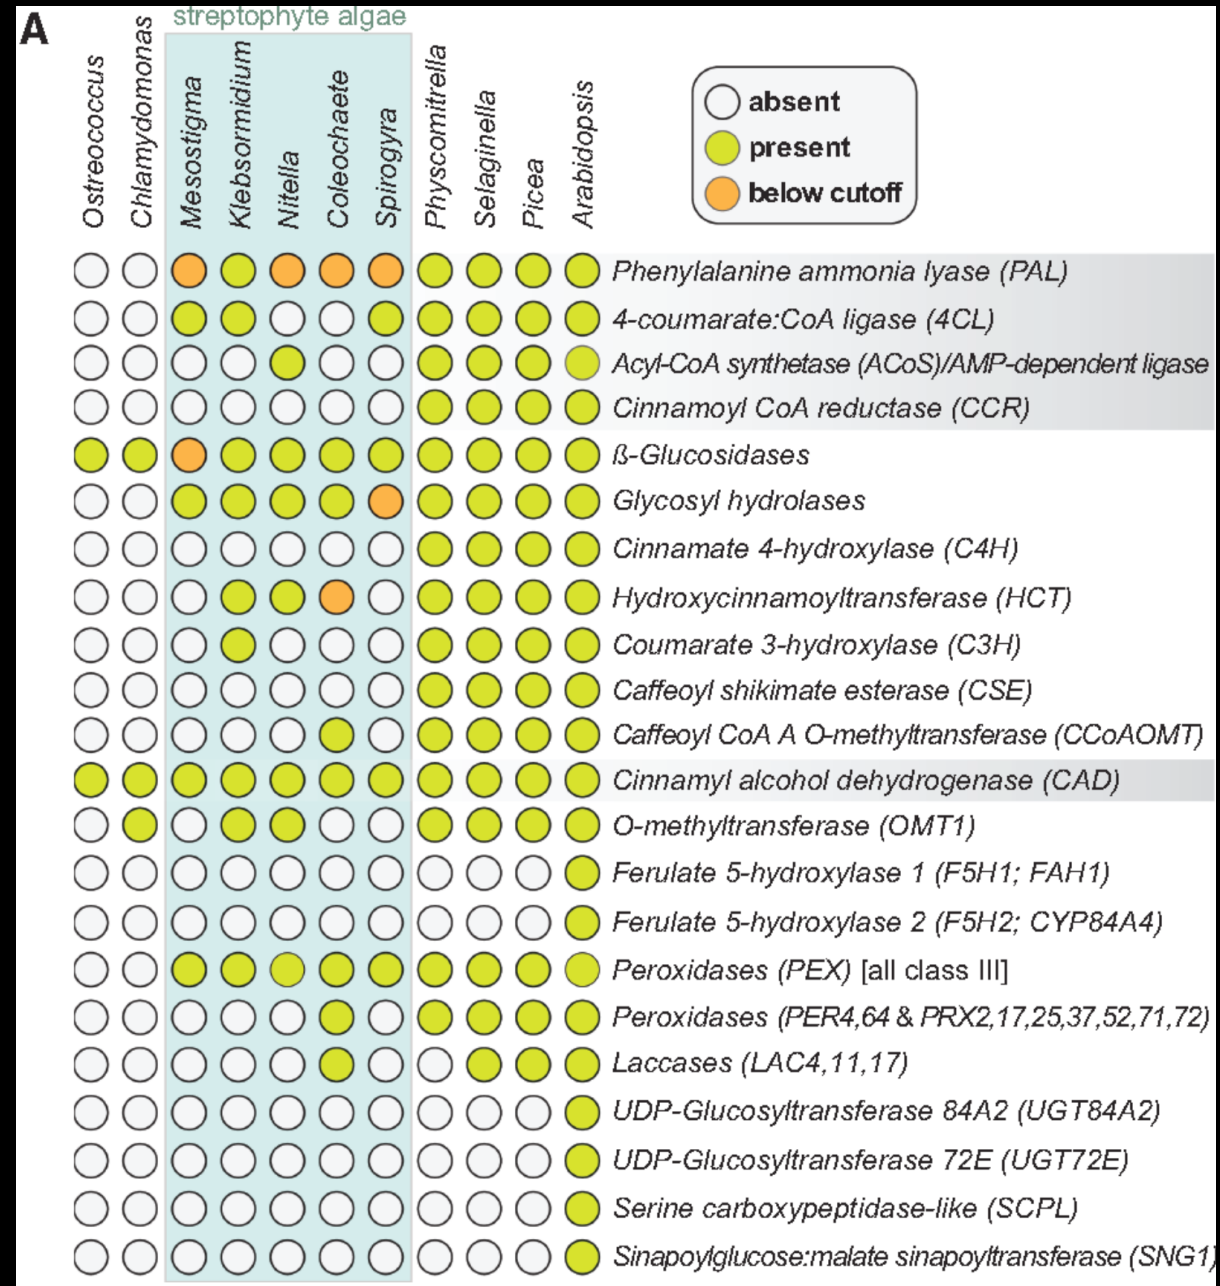 A
streptophyte algae
Ostreococcus
Chlamydomonas
Mesostigma
Klebsormidium
Nitella
Coleochaete
Spirogyra
Physcomitrella
Selaginella
Picea
Arabidopsis
absent
present
below cutoff
Phenylalanine ammonia lyase (PAL)
4-coumarate:CoA ligase (4CL)
Acyl-CoA synthetase (ACoS)/AMP-dependent ligase
Cinnamoyl CoA reductase (CCR)
ß-Glucosidases
Glycosyl hydrolases
Cinnamate 4-hydroxylase (C4H)
Hydroxycinnamoyltransferase (HCT)
Coumarate 3-hydroxylase (C3H)
Caffeoyl shikimate esterase (CSE)
Caffeoyl CoA A O-methyltransferase (CCoAOMT)
Cinnamyl alcohol dehydrogenase (CAD)
O-methyltransferase (OMT1)
Ferulate 5-hydroxylase 1 (F5H1; FAH1)
Ferulate 5-hydroxylase 2 (F5H2; CYP84A4)
Peroxidases (PEX) [all class III]
Peroxidases (PER4,64 & PRX2,17,25,37,52,71,72)
Laccases (LAC4,11,17)
UDP-Glucosyltransferase 84A2 (UGT84A2)
UDP-Glucosyltransferase 72E (UGT72E)
Serine carboxypeptidase-like (SCPL)
Sinapoylglucose:malate sinapoyltransferase (SNG1)